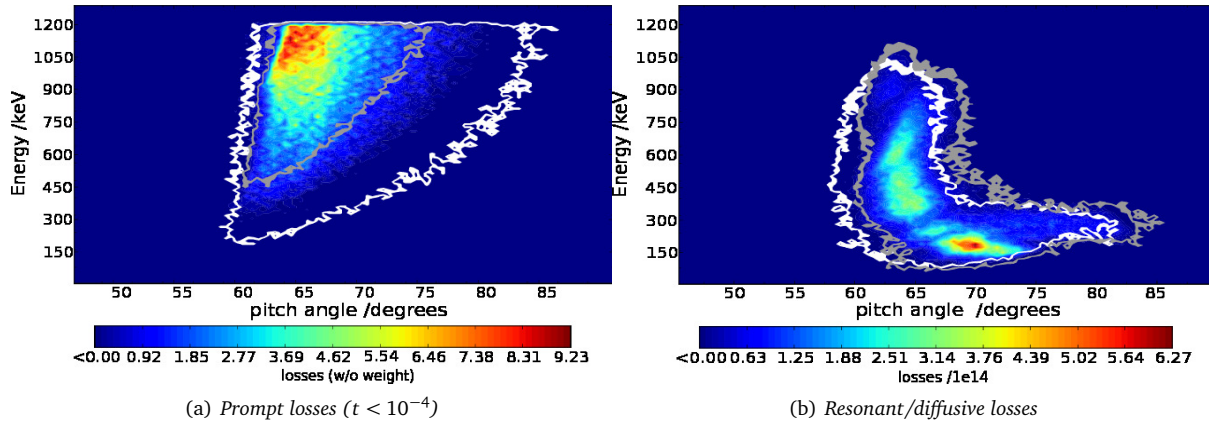 1200
1050
900
750
600
450
300
150
Energy /keV
50 55 60 65 70 75 80 85
pitch angle /degrees
<0.00 0.92 1.85 2.77 3.69 4.62 5.54 6.46 7.38 8.31 9.23
losses (w/o weight)
(a) Prompt losses (t < 10⁻⁴)
1200
1050
900
750
600
450
300
150
Energy /keV
50 55 60 65 70 75 80 85
pitch angle /degrees
<0.00 0.63 1.25 1.88 2.51 3.14 3.76 4.39 5.02 5.64 6.27
losses /1e14
(b) Resonant/diffusive losses